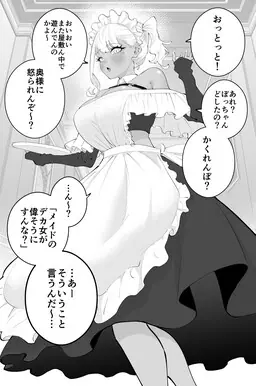 おっとっと！
おいおい
また屋敷ん中で
遊んでんの
かよ〜
奥様に
怒られんぞ〜？
あれ？
ぼっちゃん
どしたの？
かくれんぼ？
…ん〜？
「メイドの
デカ女が
偉そうに
すんな？」
…あー
そういうこと
言うんだ〜…